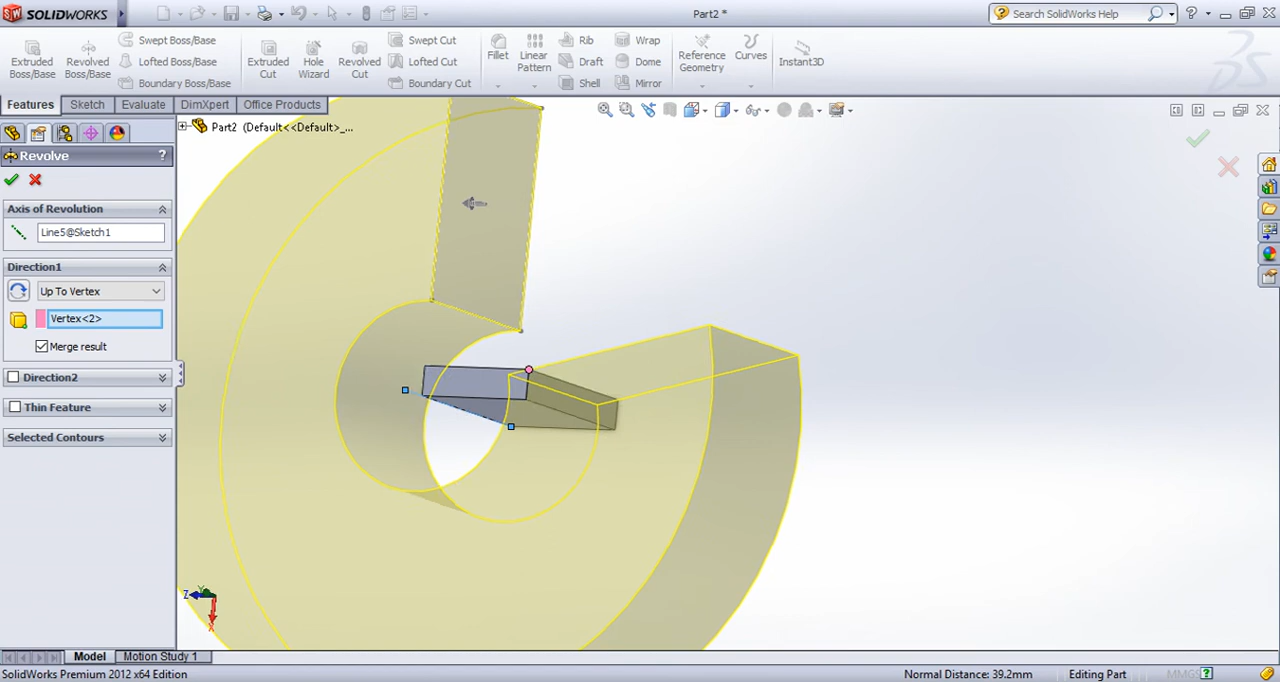 SOLIDWORKS
Part2 *
Search SolidWorks Help
Extruded Boss/Base
Revolved Boss/Base
Swept Boss/Base
Lofted Boss/Base
Boundary Boss/Base
Extruded Cut
Hole Wizard
Revolved Cut
Swept Cut
Lofted Cut
Boundary Cut
Fillet
Linear Pattern
Rib
Draft
Shell
Wrap
Dome
Mirror
Reference Geometry
Curves
Instant3D
Features
Sketch
Evaluate
DimXpert
Office Products
Part2 (Default<<Default>_...
Revolve
?
Axis of Revolution
Line5@Sketch1
Direction1
Up To Vertex
Vertex<2>
Merge result
Direction2
Thin Feature
Selected Contours
Z
Y
X
Model
Motion Study 1
SolidWorks Premium 2012 x64 Edition
Normal Distance: 39.2mm
Editing Part
MMGS